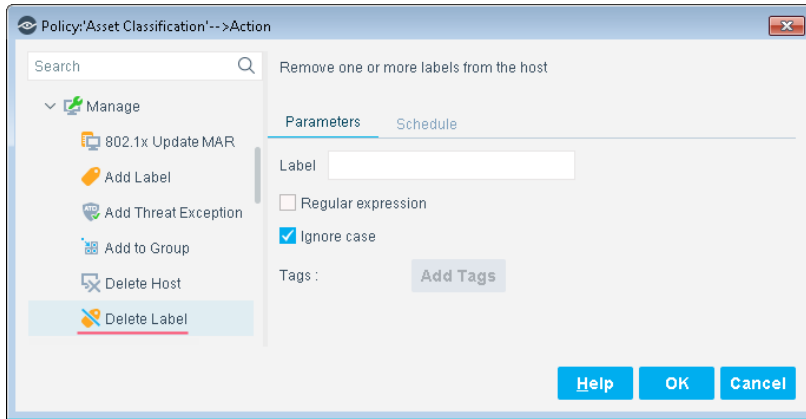 Policy:'Asset Classification'-->Action
Search
Remove one or more labels from the host
Manage
802.1x Update MAR
Add Label
ATD
Add Threat Exception
Add to Group
Delete Host
Delete Label
Parameters
Schedule
Label
Regular expression
Ignore case
Tags :
Add Tags
Help
OK
Cancel